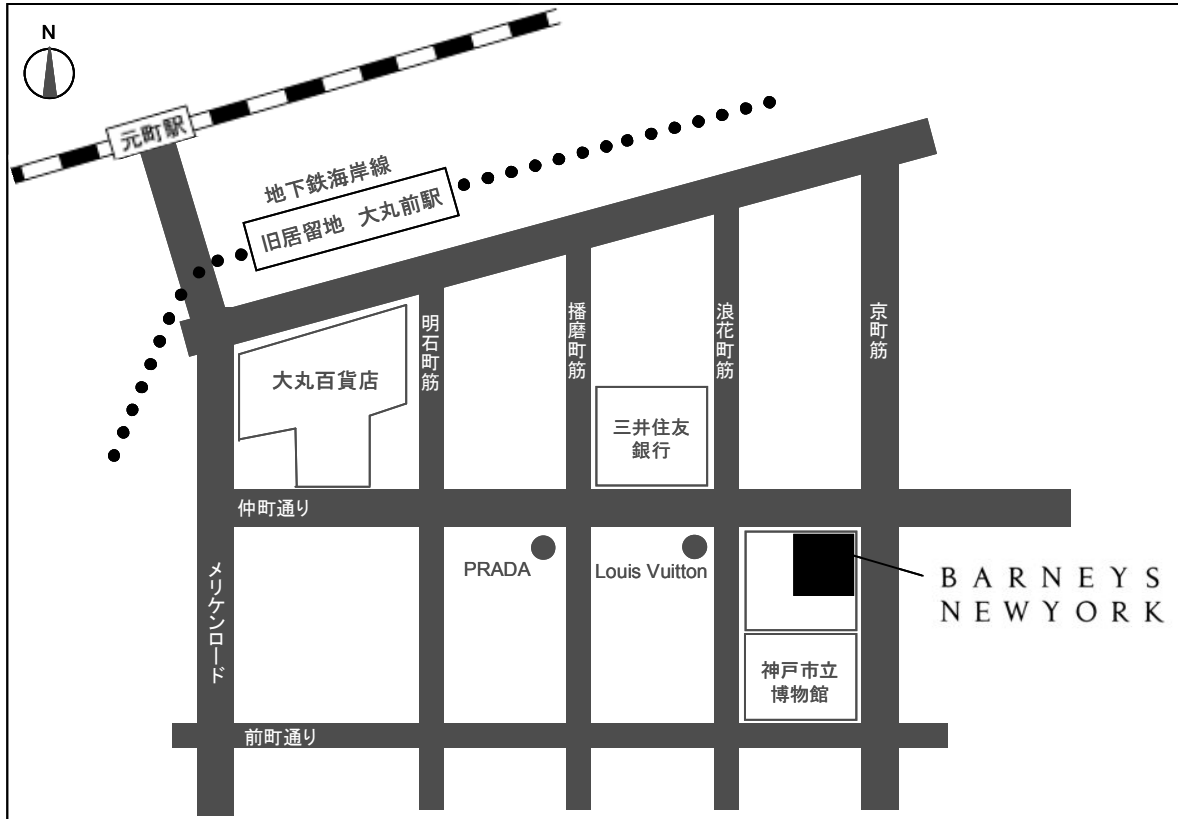 N
元町駅
地下鉄海岸線
旧居留地 大丸前駅
明石町筋
播磨町筋
浪花町筋
京町筋
大丸百貨店
三井住友
銀行
仲町通り
PRADA
Louis Vuitton
BARNEYS
NEWYORK
メリケンロード
神戸市立
博物館
前町通り